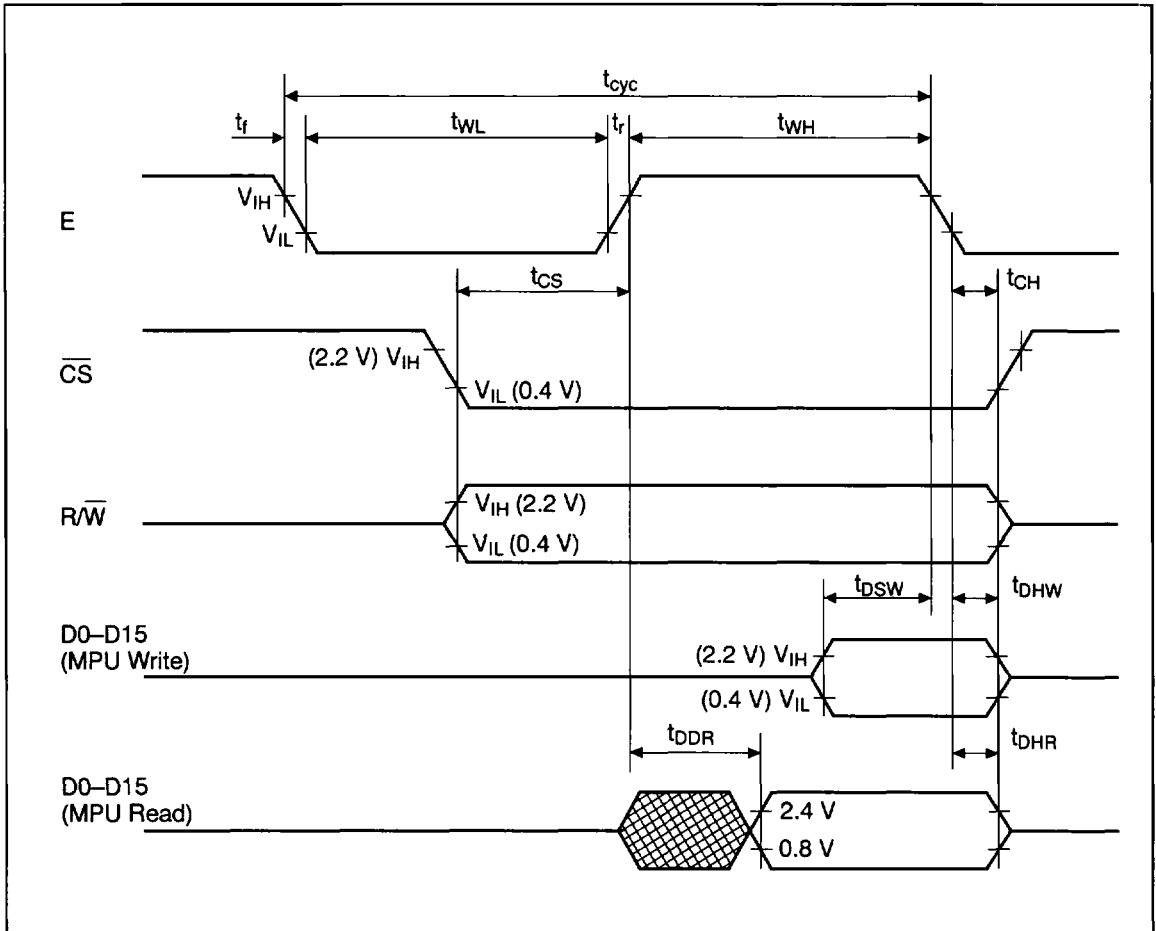 tcyc
tf tWL tr tWH
VIH
E
VIL
tCS tCH
(2.2 V) VIH
C̅S̅
VIL (0.4 V)
R/W̅
VIH (2.2 V)
VIL (0.4 V)
tDSW tDHW
D0–D15
(MPU Write)
(2.2 V) VIH
(0.4 V) VIL
tDDR tDHR
D0–D15
(MPU Read)
2.4 V
0.8 V